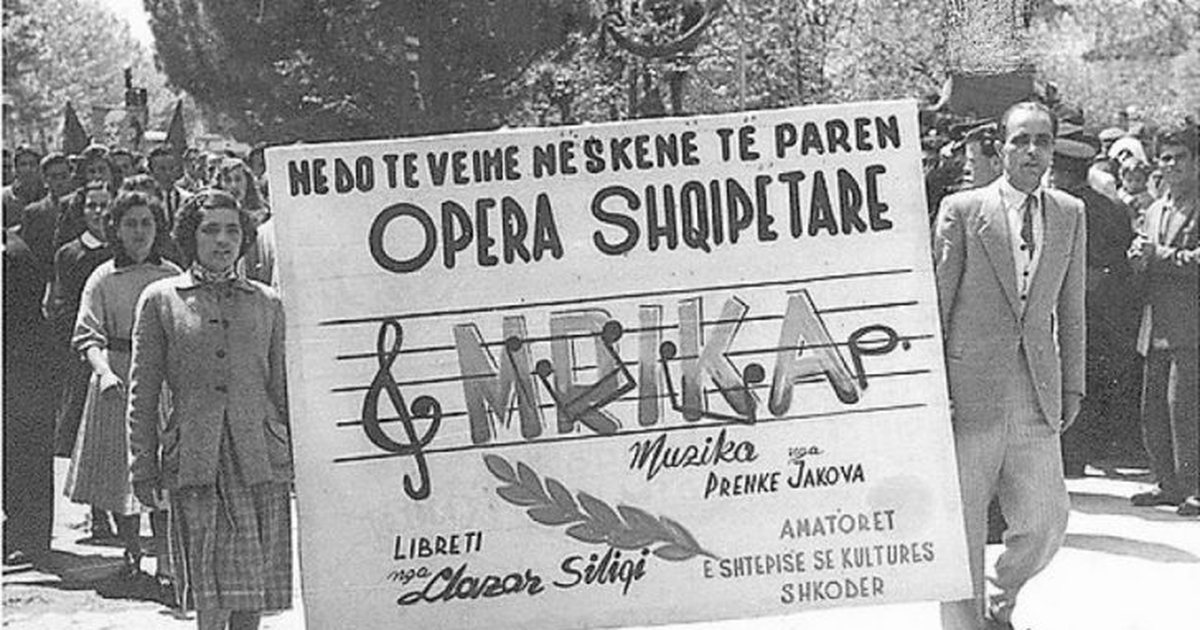 NE DO TE VEIME NË SKENË TË PAREN
OPERA SHQIPËTARE
MRIKA
Muzika nga
PRENKE JAKOVA
LIBRETI
nga Llazar Siliqi
AMATORET
E SHTEPISE SE KULTURES
SHKODER